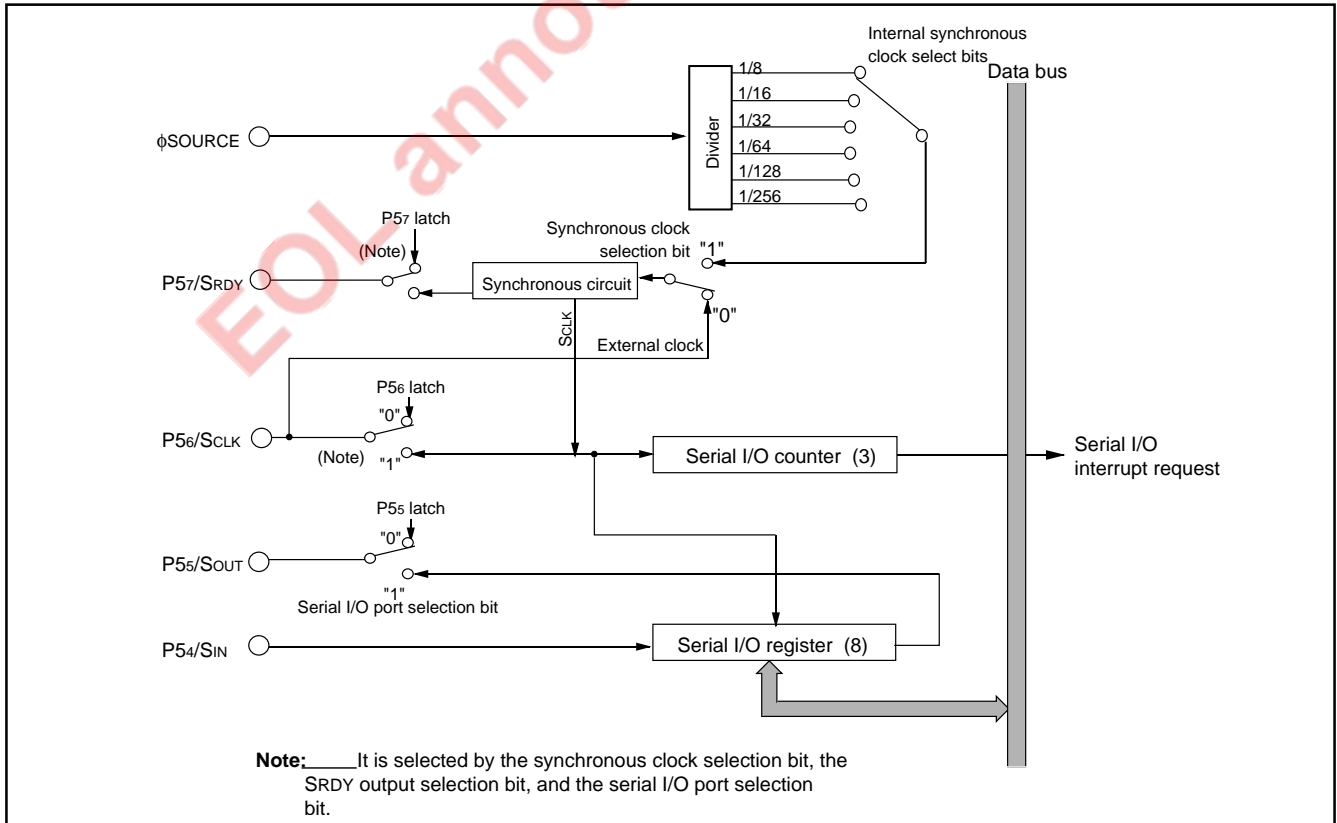 EOL anno
Internal synchronous
clock select bits
Data bus
1/8
1/16
1/32
1/64
1/128
1/256
Divider
φSOURCE
P57 latch
(Note)
Synchronous clock
selection bit
"1"
P57/SRDY
Synchronous circuit
"0"
SCLK
External clock
P56 latch
"0"
P56/SCLK
(Note)
"1"
Serial I/O counter (3)
Serial I/O
interrupt request
P55 latch
"0"
P55/SOUT
"1"
Serial I/O port selection bit
P54/SIN
Serial I/O register (8)
Note: It is selected by the synchronous clock selection bit, the
SRDY output selection bit, and the serial I/O port selection
bit.